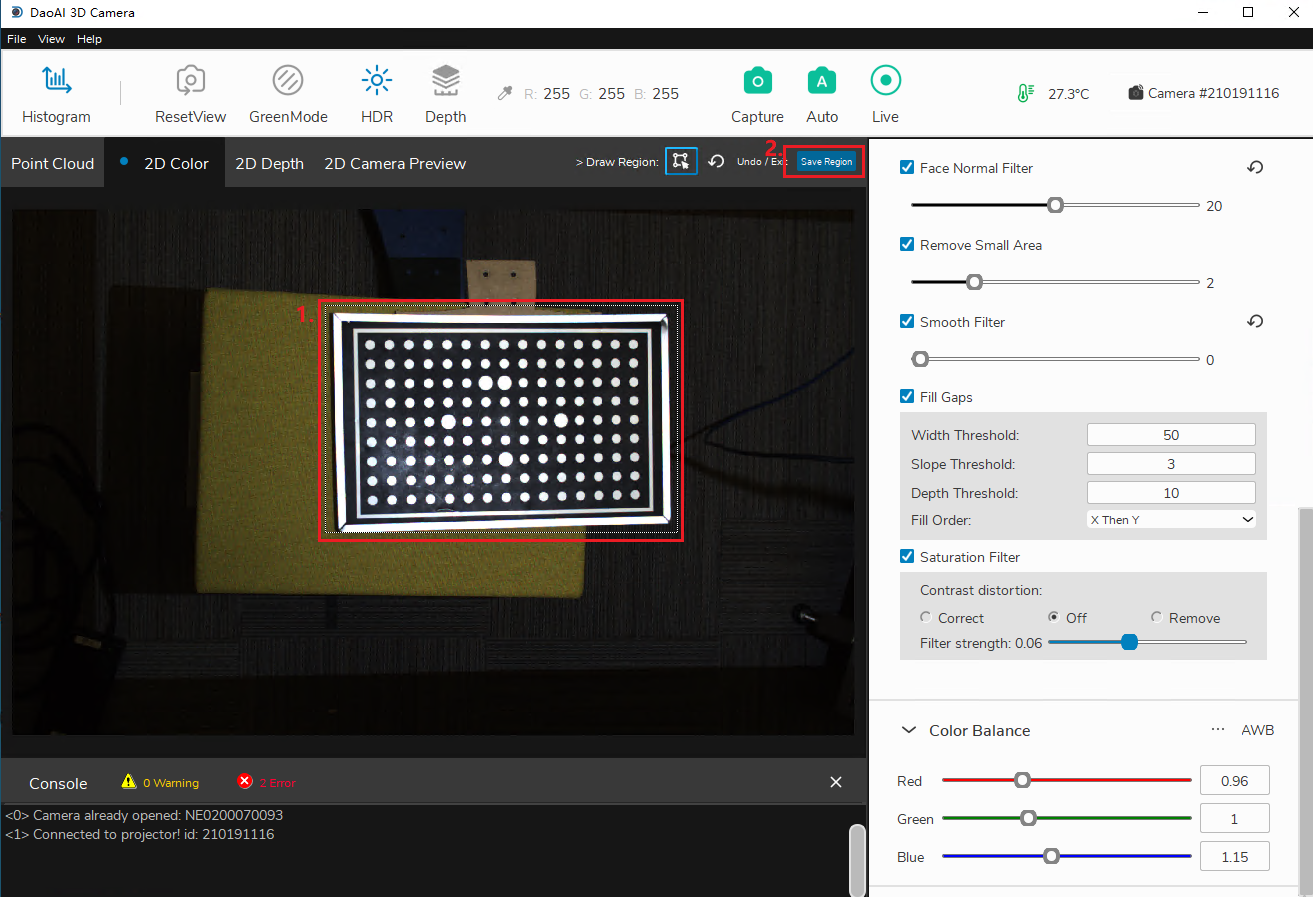 DaoAI 3D Camera
File View Help
Histogram ResetView GreenMode HDR Depth R: 255 G: 255 B: 255 Capture Auto Live 27.3°C Camera #210191116
Point Cloud 2D Color 2D Depth 2D Camera Preview > Draw Region: Undo / Exi 2. Save Region
1.
Face Normal Filter
20
Remove Small Area
2
Smooth Filter
0
Fill Gaps
Width Threshold: 50
Slope Threshold: 3
Depth Threshold: 10
Fill Order: X Then Y
Saturation Filter
Contrast distortion:
Correct Off Remove
Filter strength: 0.06
Color Balance ... AWB
Red 0.96
Green 1
Blue 1.15
Console 0 Warning 2 Error
<0> Camera already opened: NE0200070093
<1> Connected to projector! id: 210191116